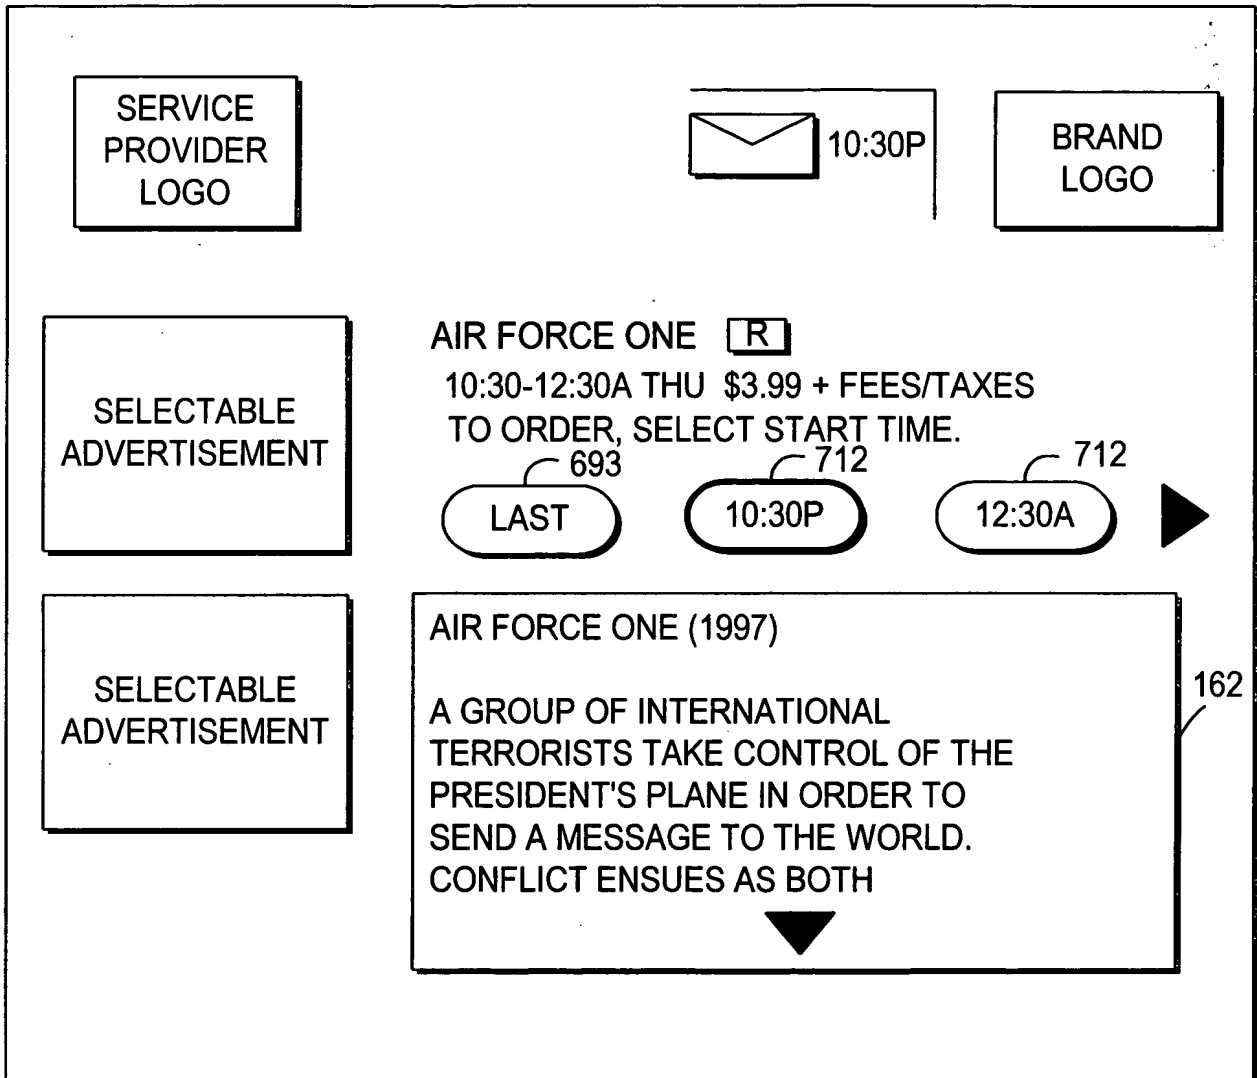 SERVICE
PROVIDER
LOGO
10:30P
BRAND
LOGO
SELECTABLE
ADVERTISEMENT
AIR FORCE ONE R
10:30-12:30A THU $3.99 + FEES/TAXES
TO ORDER, SELECT START TIME.
693 712 712
LAST 10:30P 12:30A
SELECTABLE
ADVERTISEMENT
AIR FORCE ONE (1997)
A GROUP OF INTERNATIONAL
TERRORISTS TAKE CONTROL OF THE
PRESIDENT'S PLANE IN ORDER TO
SEND A MESSAGE TO THE WORLD.
CONFLICT ENSUES AS BOTH
162